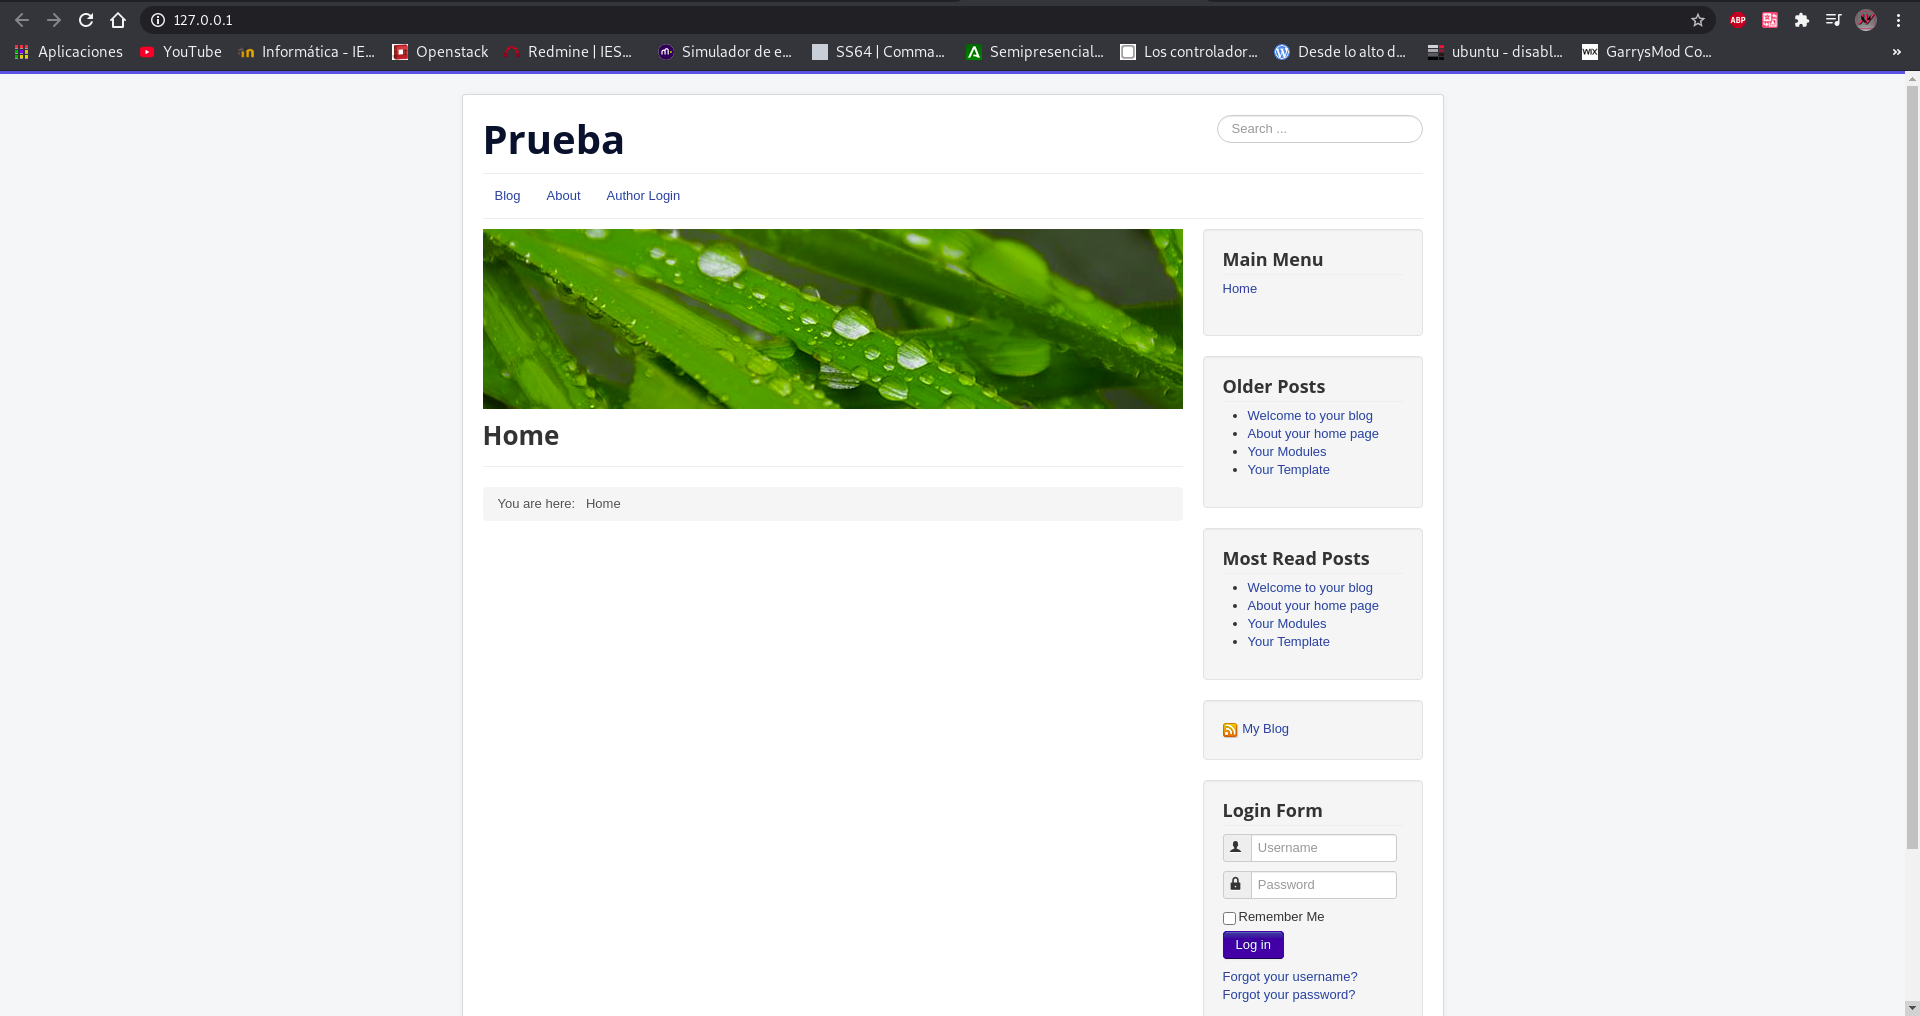 127.0.0.1
ABP
Aplicaciones YouTube Informática - IE... Openstack Redmine | IES... Simulador de e... SS64 | Comma... Semipresencial... Los controlador... Desde lo alto d... ubuntu - disabl... WIX GarrysMod Co... »
Prueba
Search ...
Blog About Author Login
Home
You are here: Home
Main Menu
Home
Older Posts
Welcome to your blog
About your home page
Your Modules
Your Template
Most Read Posts
Welcome to your blog
About your home page
Your Modules
Your Template
My Blog
Login Form
Username
Password
Remember Me
Log in
Forgot your username?
Forgot your password?